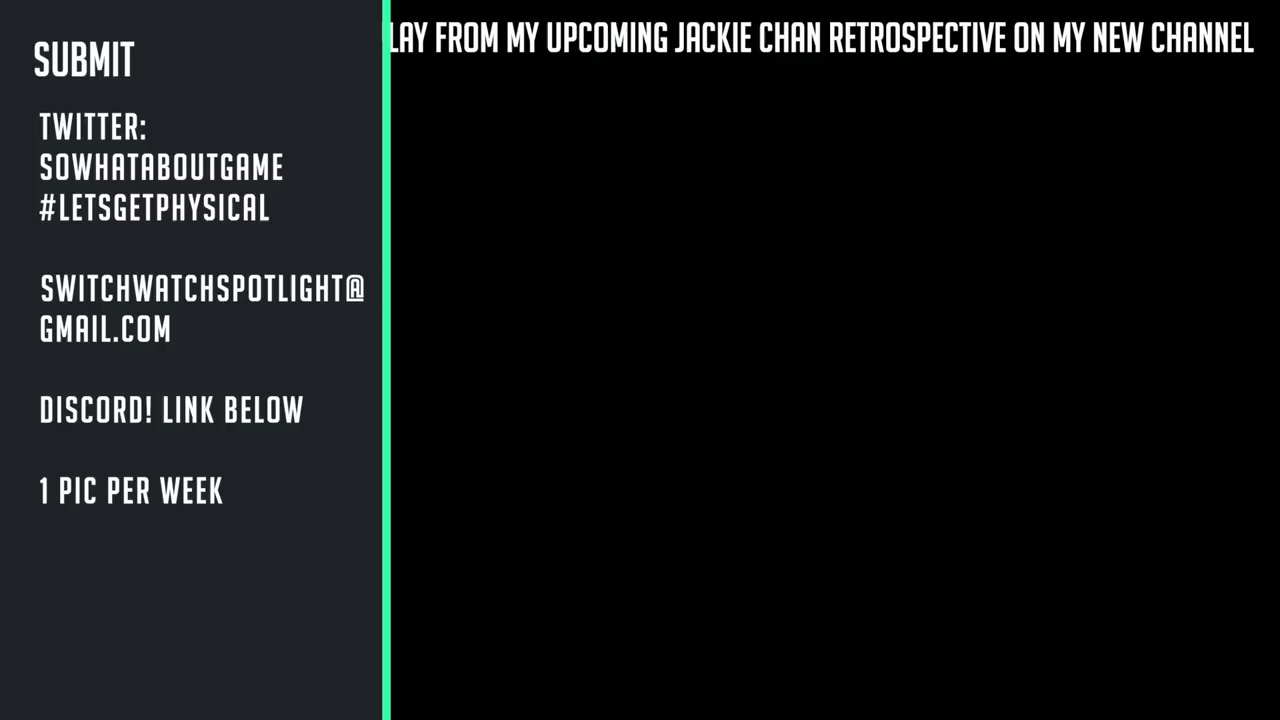 SUBMIT
TWITTER:
SOWHATABOUTGAME
#LETSGETPHYSICAL
SWITCHWATCHSPOTLIGHT@
GMAIL.COM
DISCORD! LINK BELOW
1 PIC PER WEEK
LAY FROM MY UPCOMING JACKIE CHAN RETROSPECTIVE ON MY NEW CHANNEL